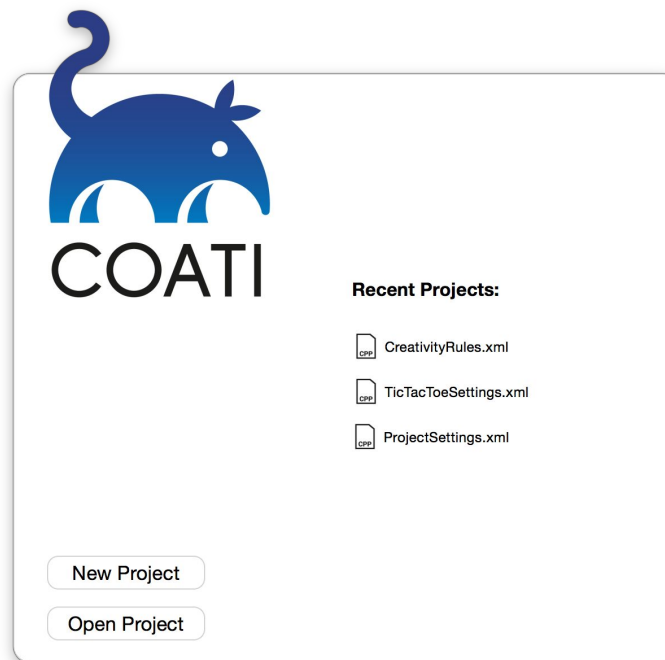 COATI
Recent Projects:
CPP CreativityRules.xml
CPP TicTacToeSettings.xml
CPP ProjectSettings.xml
New Project
Open Project